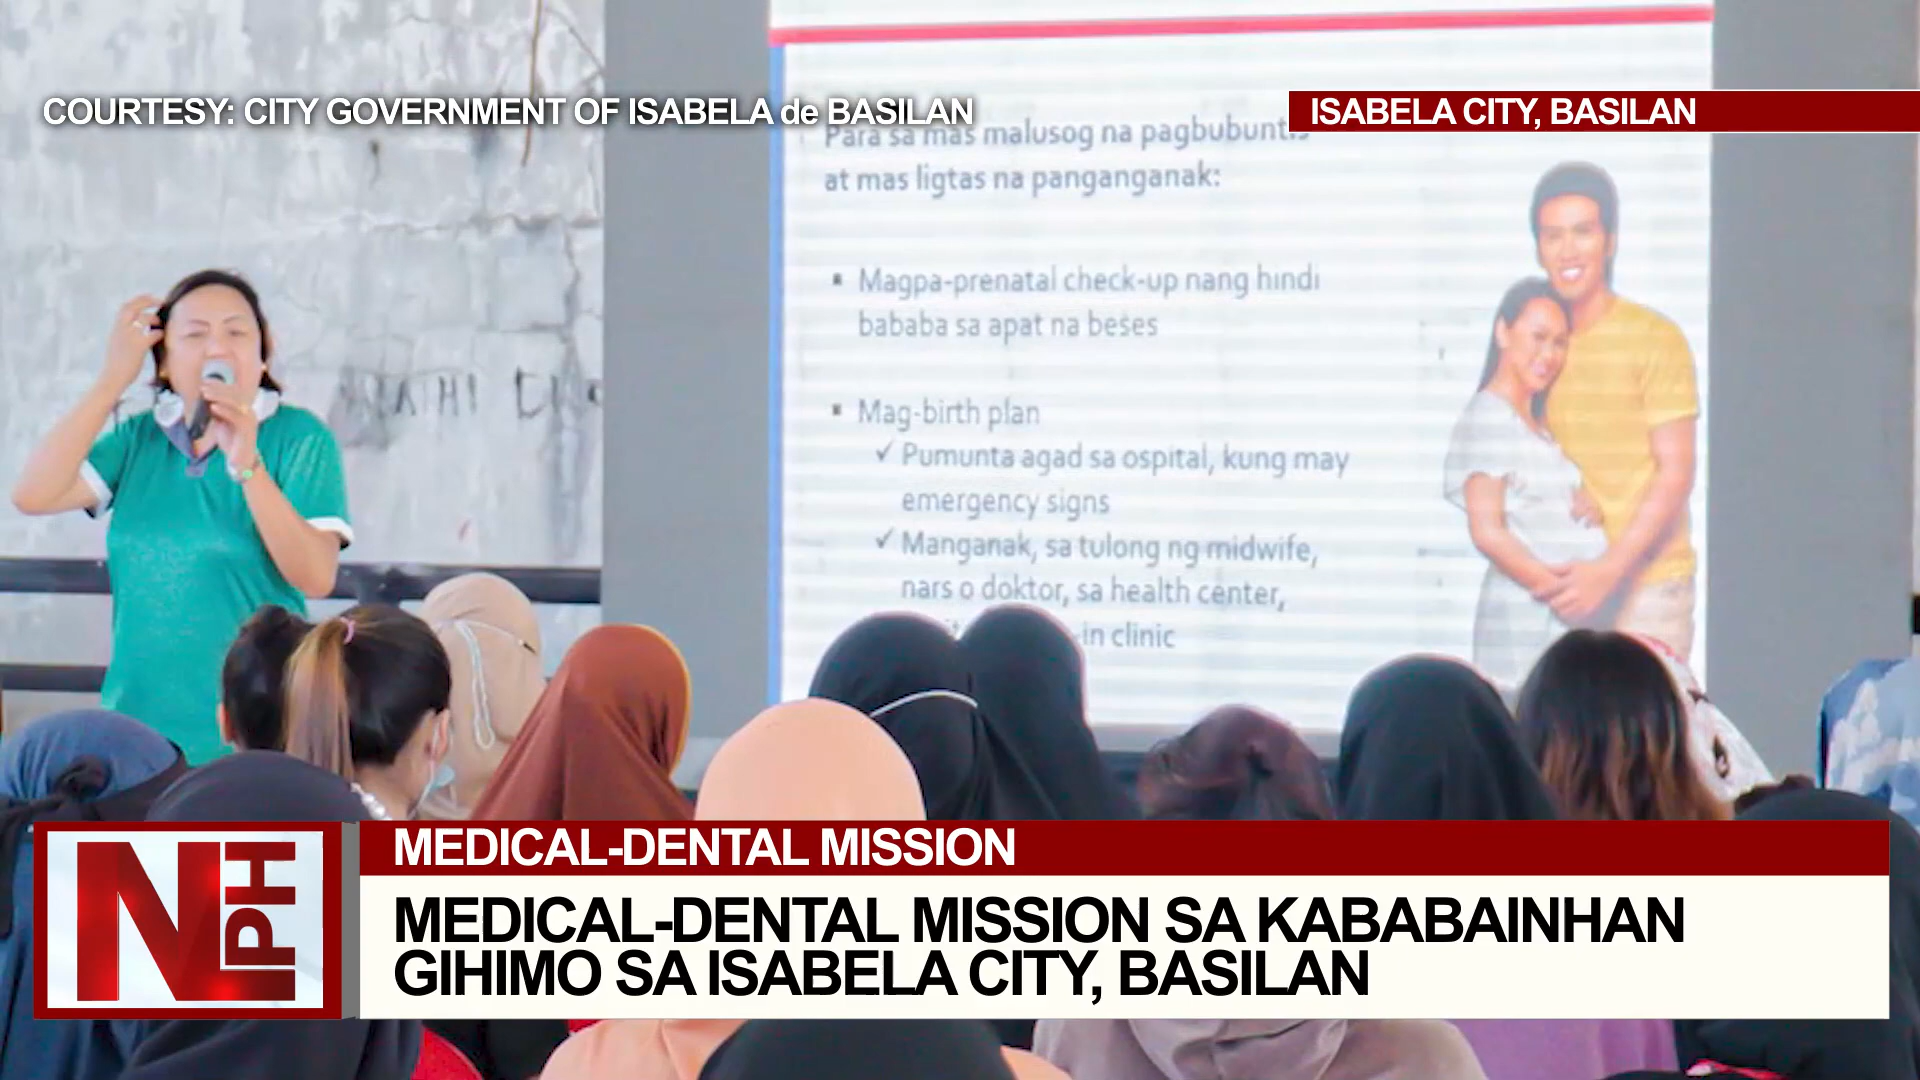 COURTESY: CITY GOVERNMENT OF ISABELA de BASILAN
ISABELA CITY, BASILAN
Para sa mas malusog na pagbubuntis
at mas ligtas na panganganak:
Magpa-prenatal check-up nang hindi
bababa sa apat na beses
Mag-birth plan
✓ Pumunta agad sa ospital, kung may
emergency signs
✓ Manganak, sa tulong ng midwife,
nars o doktor, sa health center,
-in clinic
MEDICAL-DENTAL MISSION
MEDICAL-DENTAL MISSION SA KABABAINHAN
GIHIMO SA ISABELA CITY, BASILAN
N PH